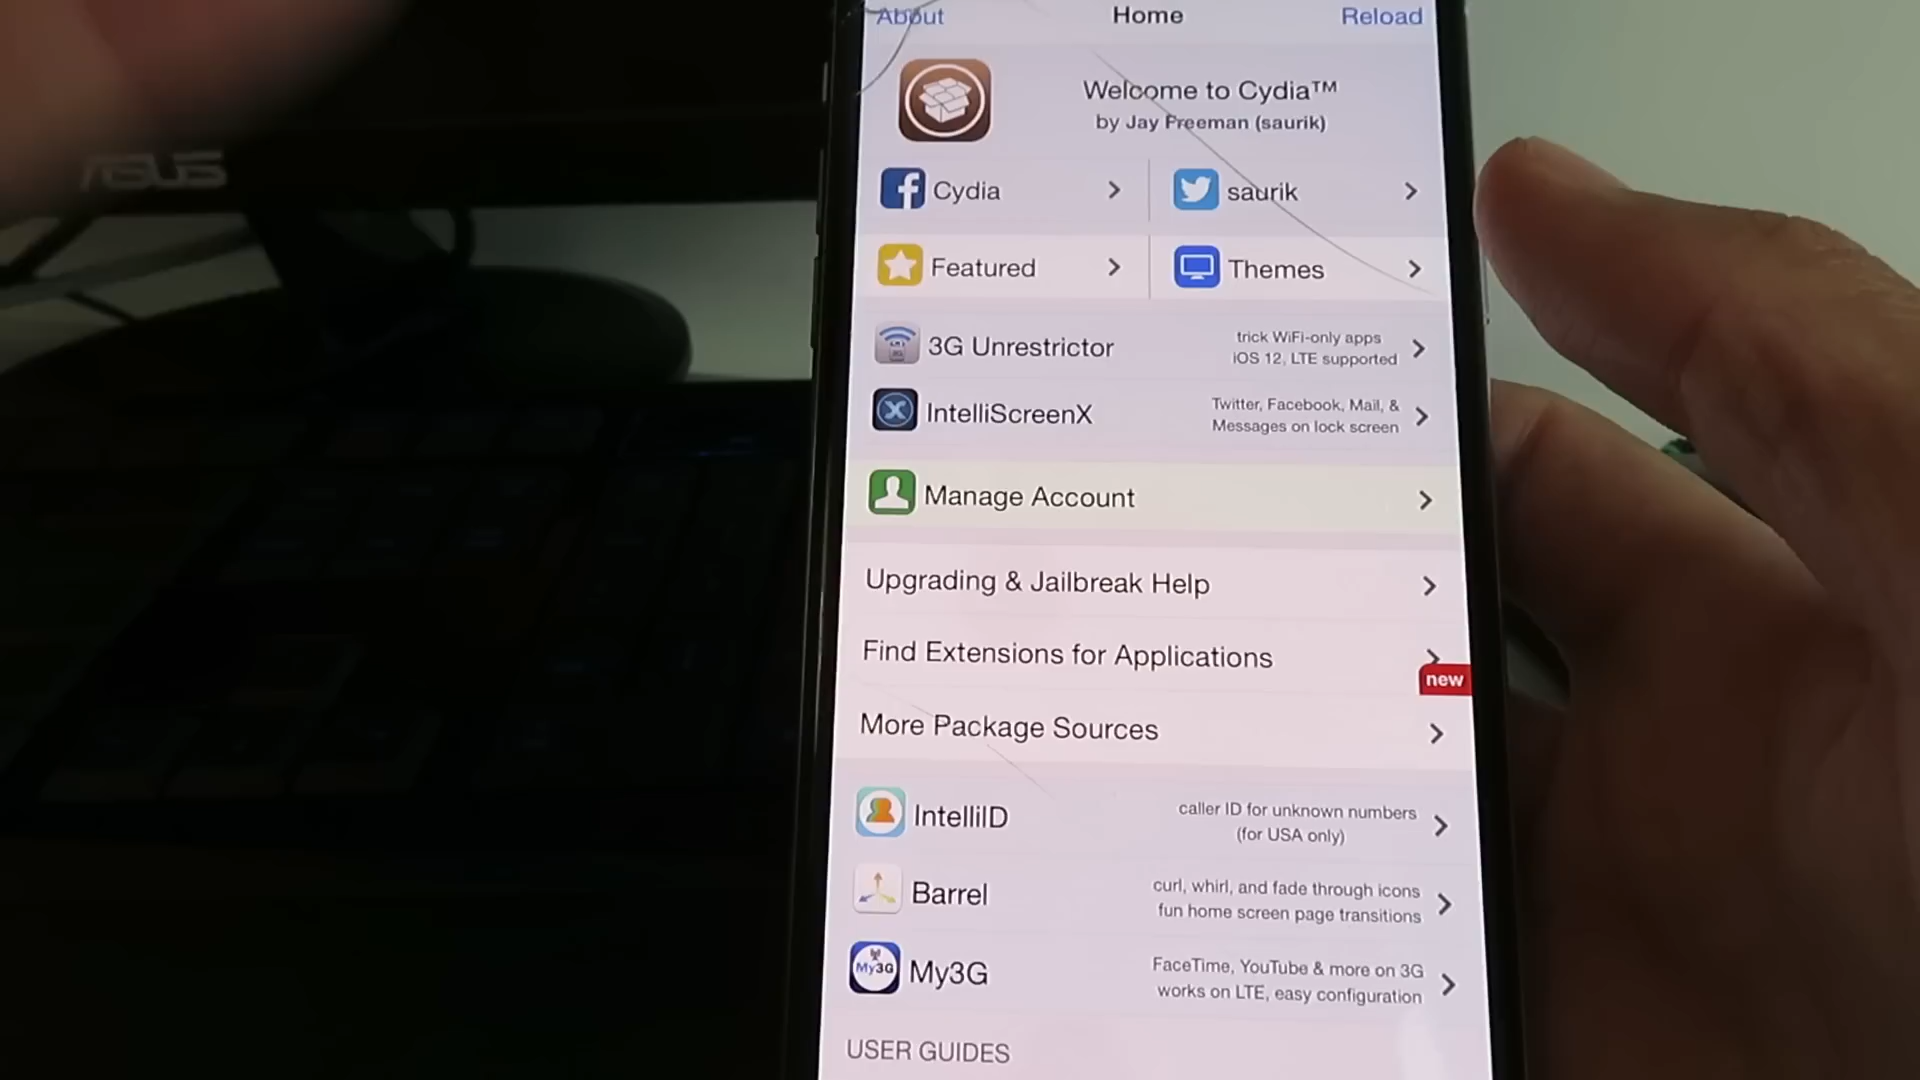 About Home Reload
Welcome to Cydia™
by Jay Freeman (saurik)
ASUS
Cydia
saurik
Featured
Themes
3G Unrestrictor
trick WiFi-only apps
iOS 12, LTE supported
IntelliScreenX
Twitter, Facebook, Mail, &
Messages on lock screen
Manage Account
Upgrading & Jailbreak Help
Find Extensions for Applications
new
More Package Sources
IntelliID
caller ID for unknown numbers
(for USA only)
Barrel
curl, whirl, and fade through icons
fun home screen page transitions
My3G
My3G
FaceTime, YouTube & more on 3G
works on LTE, easy configuration
USER GUIDES